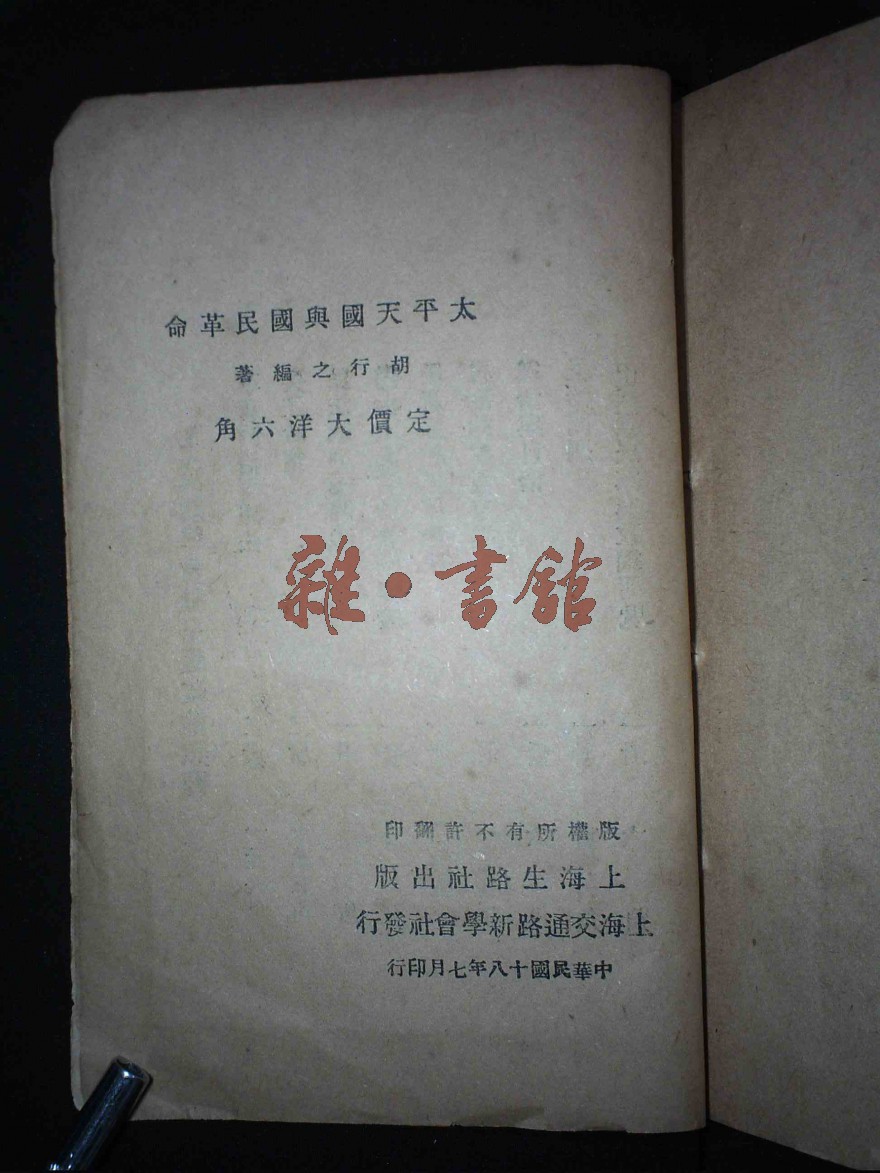 太平天國與國民革命
胡行之編著
定價大洋六角
雜·書館
版權所有不許翻印
上海生路社出版
上海交通路新學會社發行
中華民國十八年七月印行